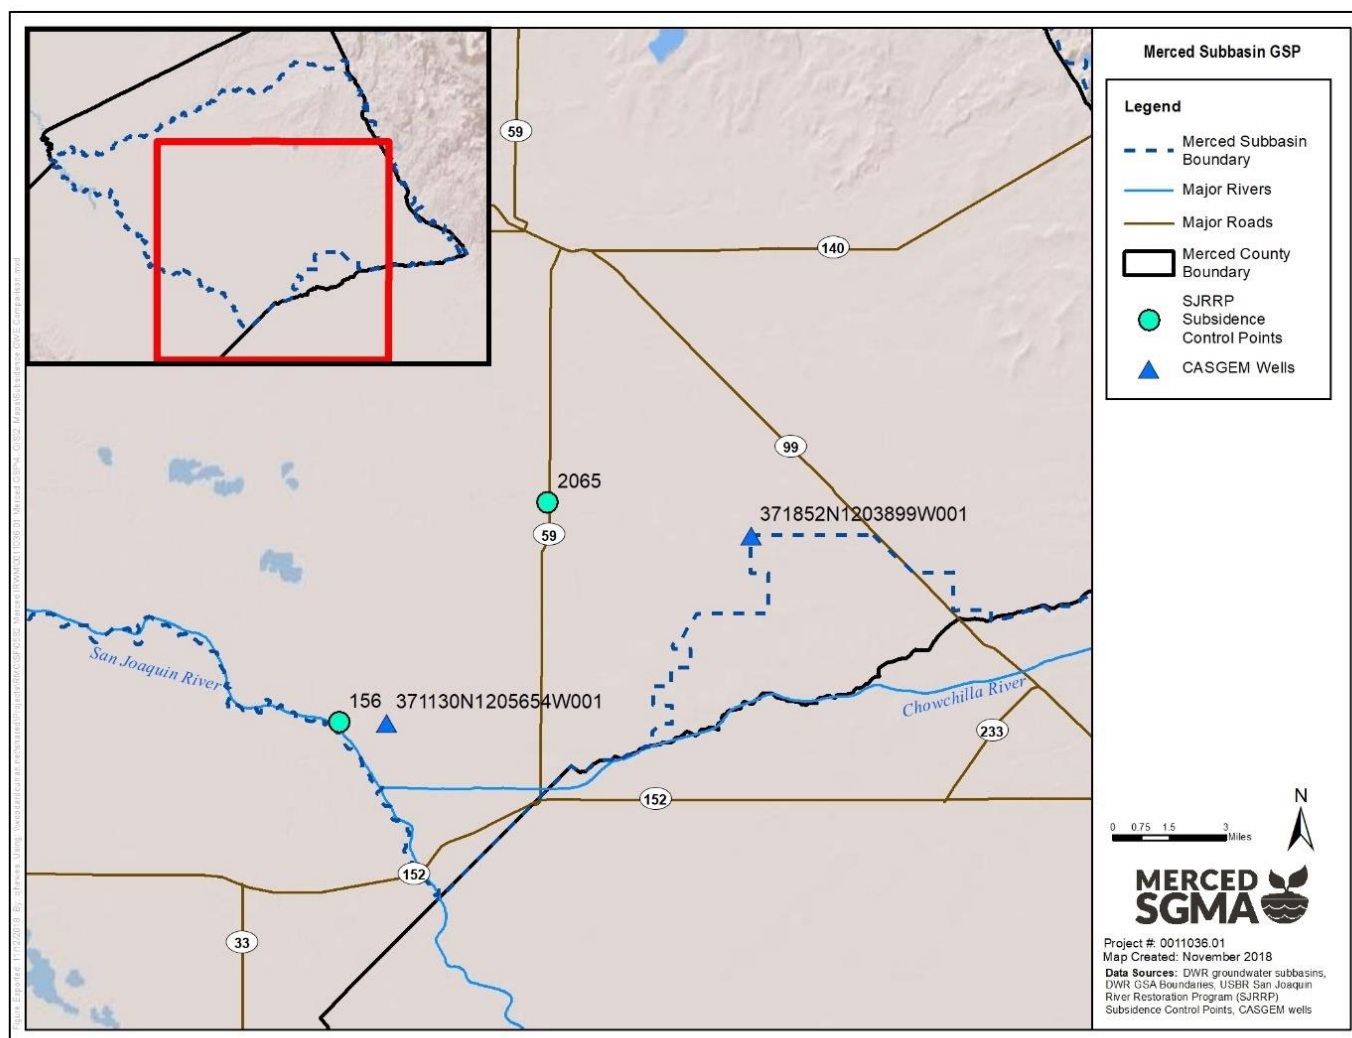 Merced Subbasin GSP
Legend
Merced Subbasin
Boundary
Major Rivers
Major Roads
Merced County
Boundary
SJRRP
Subsidence
Control Points
CASGEM Wells
59
140
99
2065
59
371852N1203899W001
San Joaquin River
156
371130N1205654W001
Chowchilla River
233
152
152
33
N
0 0.75 1.5 3
Miles
MERCED
SGMA
Project #: 0011036.01
Map Created: November 2018
Data Sources: DWR groundwater subbasins,
DWR GSA Boundaries, USBR San Joaquin
River Restoration Program (SJRRP)
Subsidence Control Points, CASGEM wells